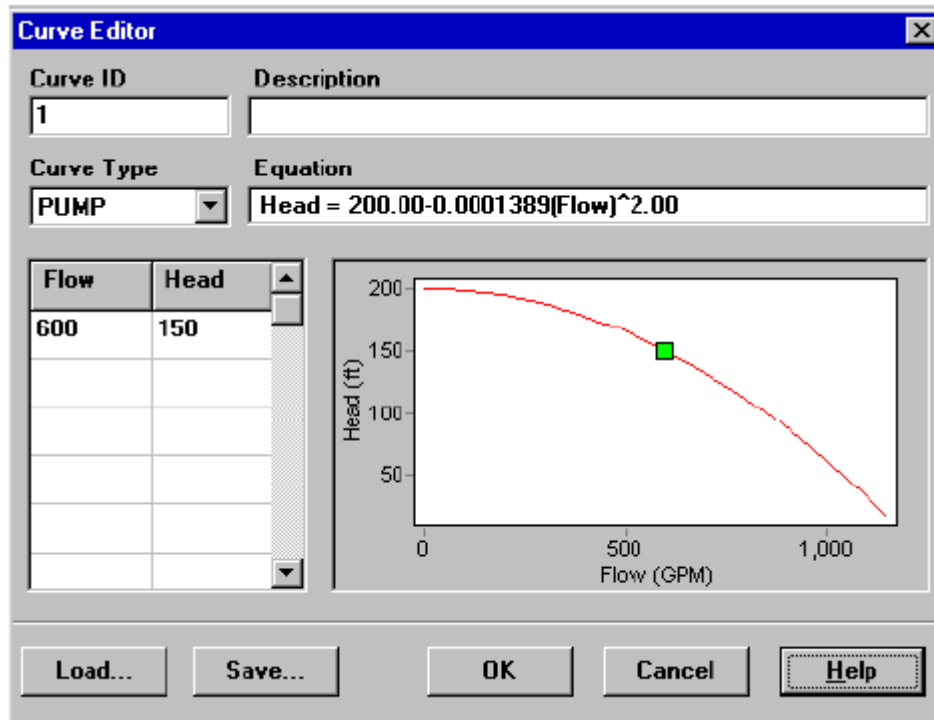 Curve Editor
Curve ID Description
1
Curve Type Equation
PUMP Head = 200.00-0.0001389(Flow)^2.00
Flow Head
600 150
200
150
100
50
Head (ft)
0 500 1,000
Flow (GPM)
Load... Save... OK Cancel Help